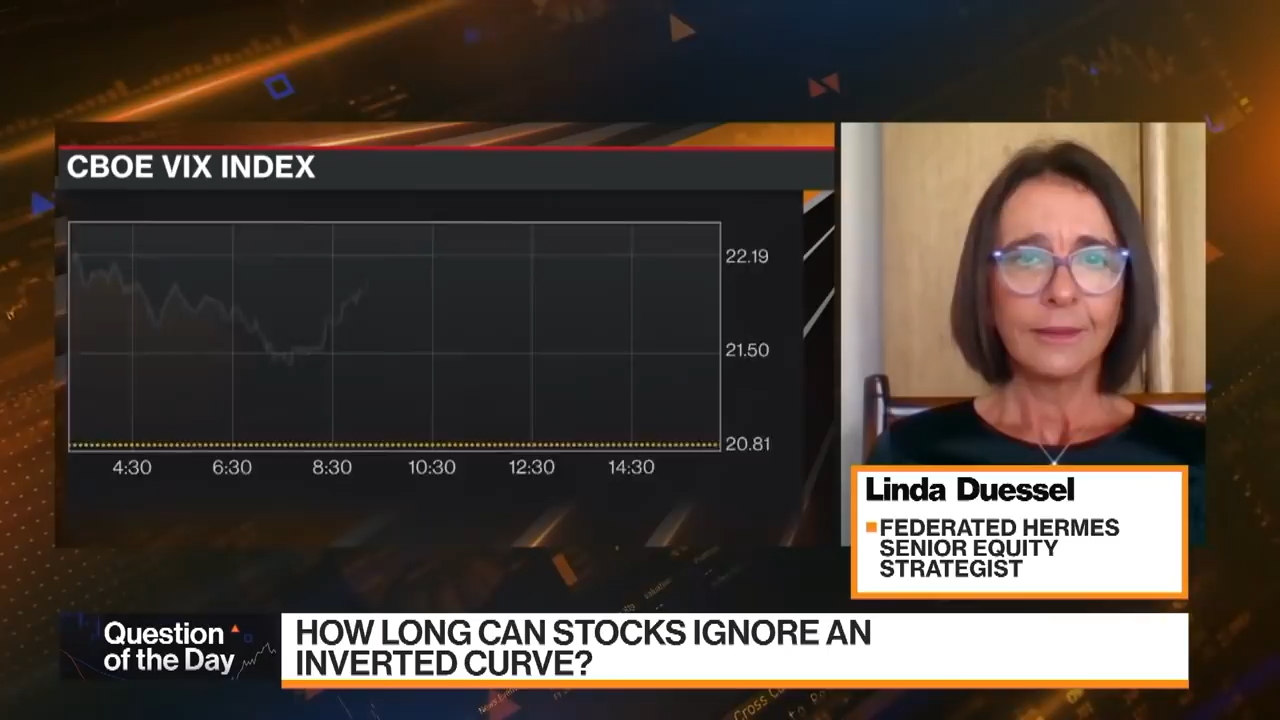 CBOE VIX INDEX
22.19
21.50
20.81
4:30
6:30
8:30
10:30
12:30
14:30
Linda Duessel
FEDERATED HERMES
SENIOR EQUITY
STRATEGIST
Question
of the Day
HOW LONG CAN STOCKS IGNORE AN
INVERTED CURVE?